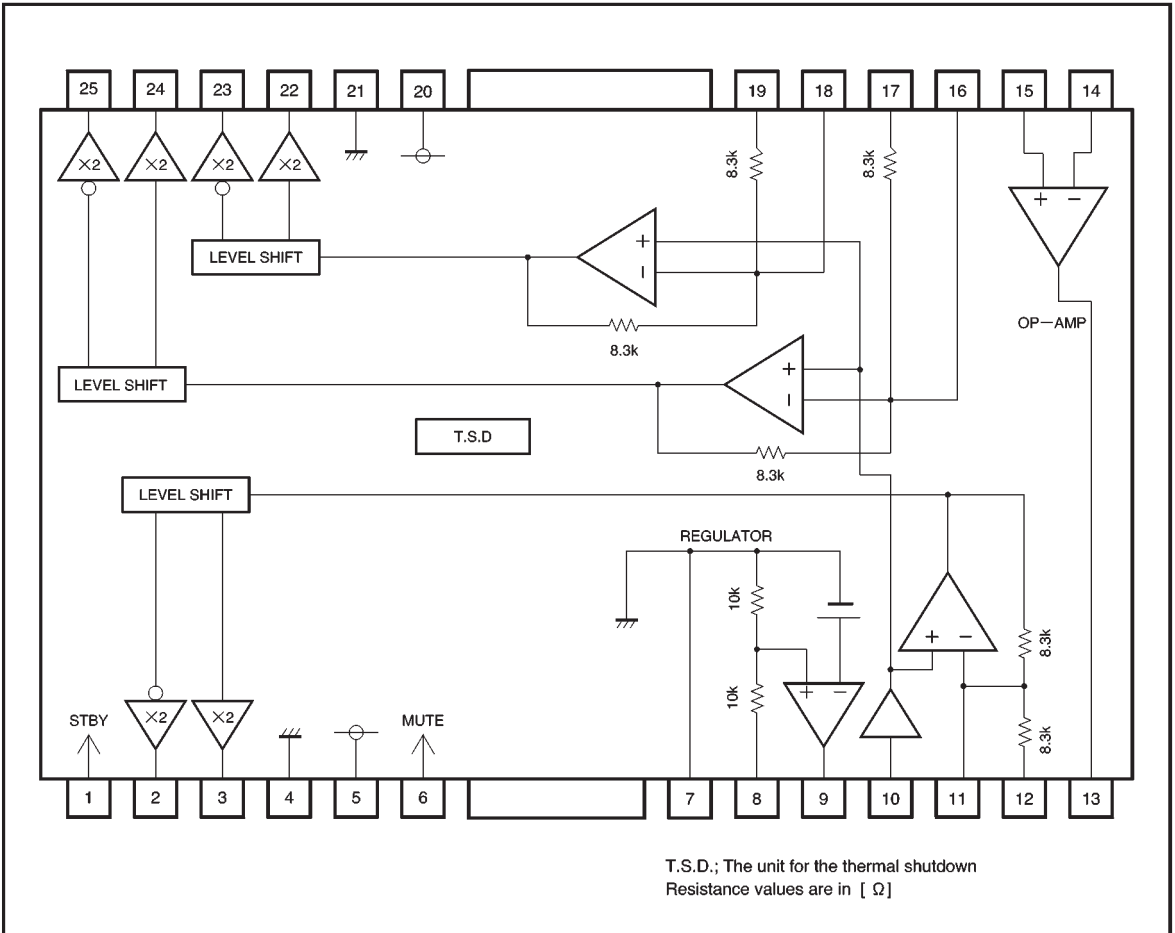 25 24 23 22 21 20 19 18 17 16 15 14
×2 ×2 ×2 ×2
8.3k
8.3k
+ −
LEVEL SHIFT
+
−
OP−AMP
8.3k
LEVEL SHIFT
+
−
T.S.D
8.3k
LEVEL SHIFT
REGULATOR
10k
+ −
8.3k
10k
+ −
8.3k
STBY
×2 ×2
MUTE
1 2 3 4 5 6 7 8 9 10 11 12 13
T.S.D.; The unit for the thermal shutdown
Resistance values are in [ Ω]